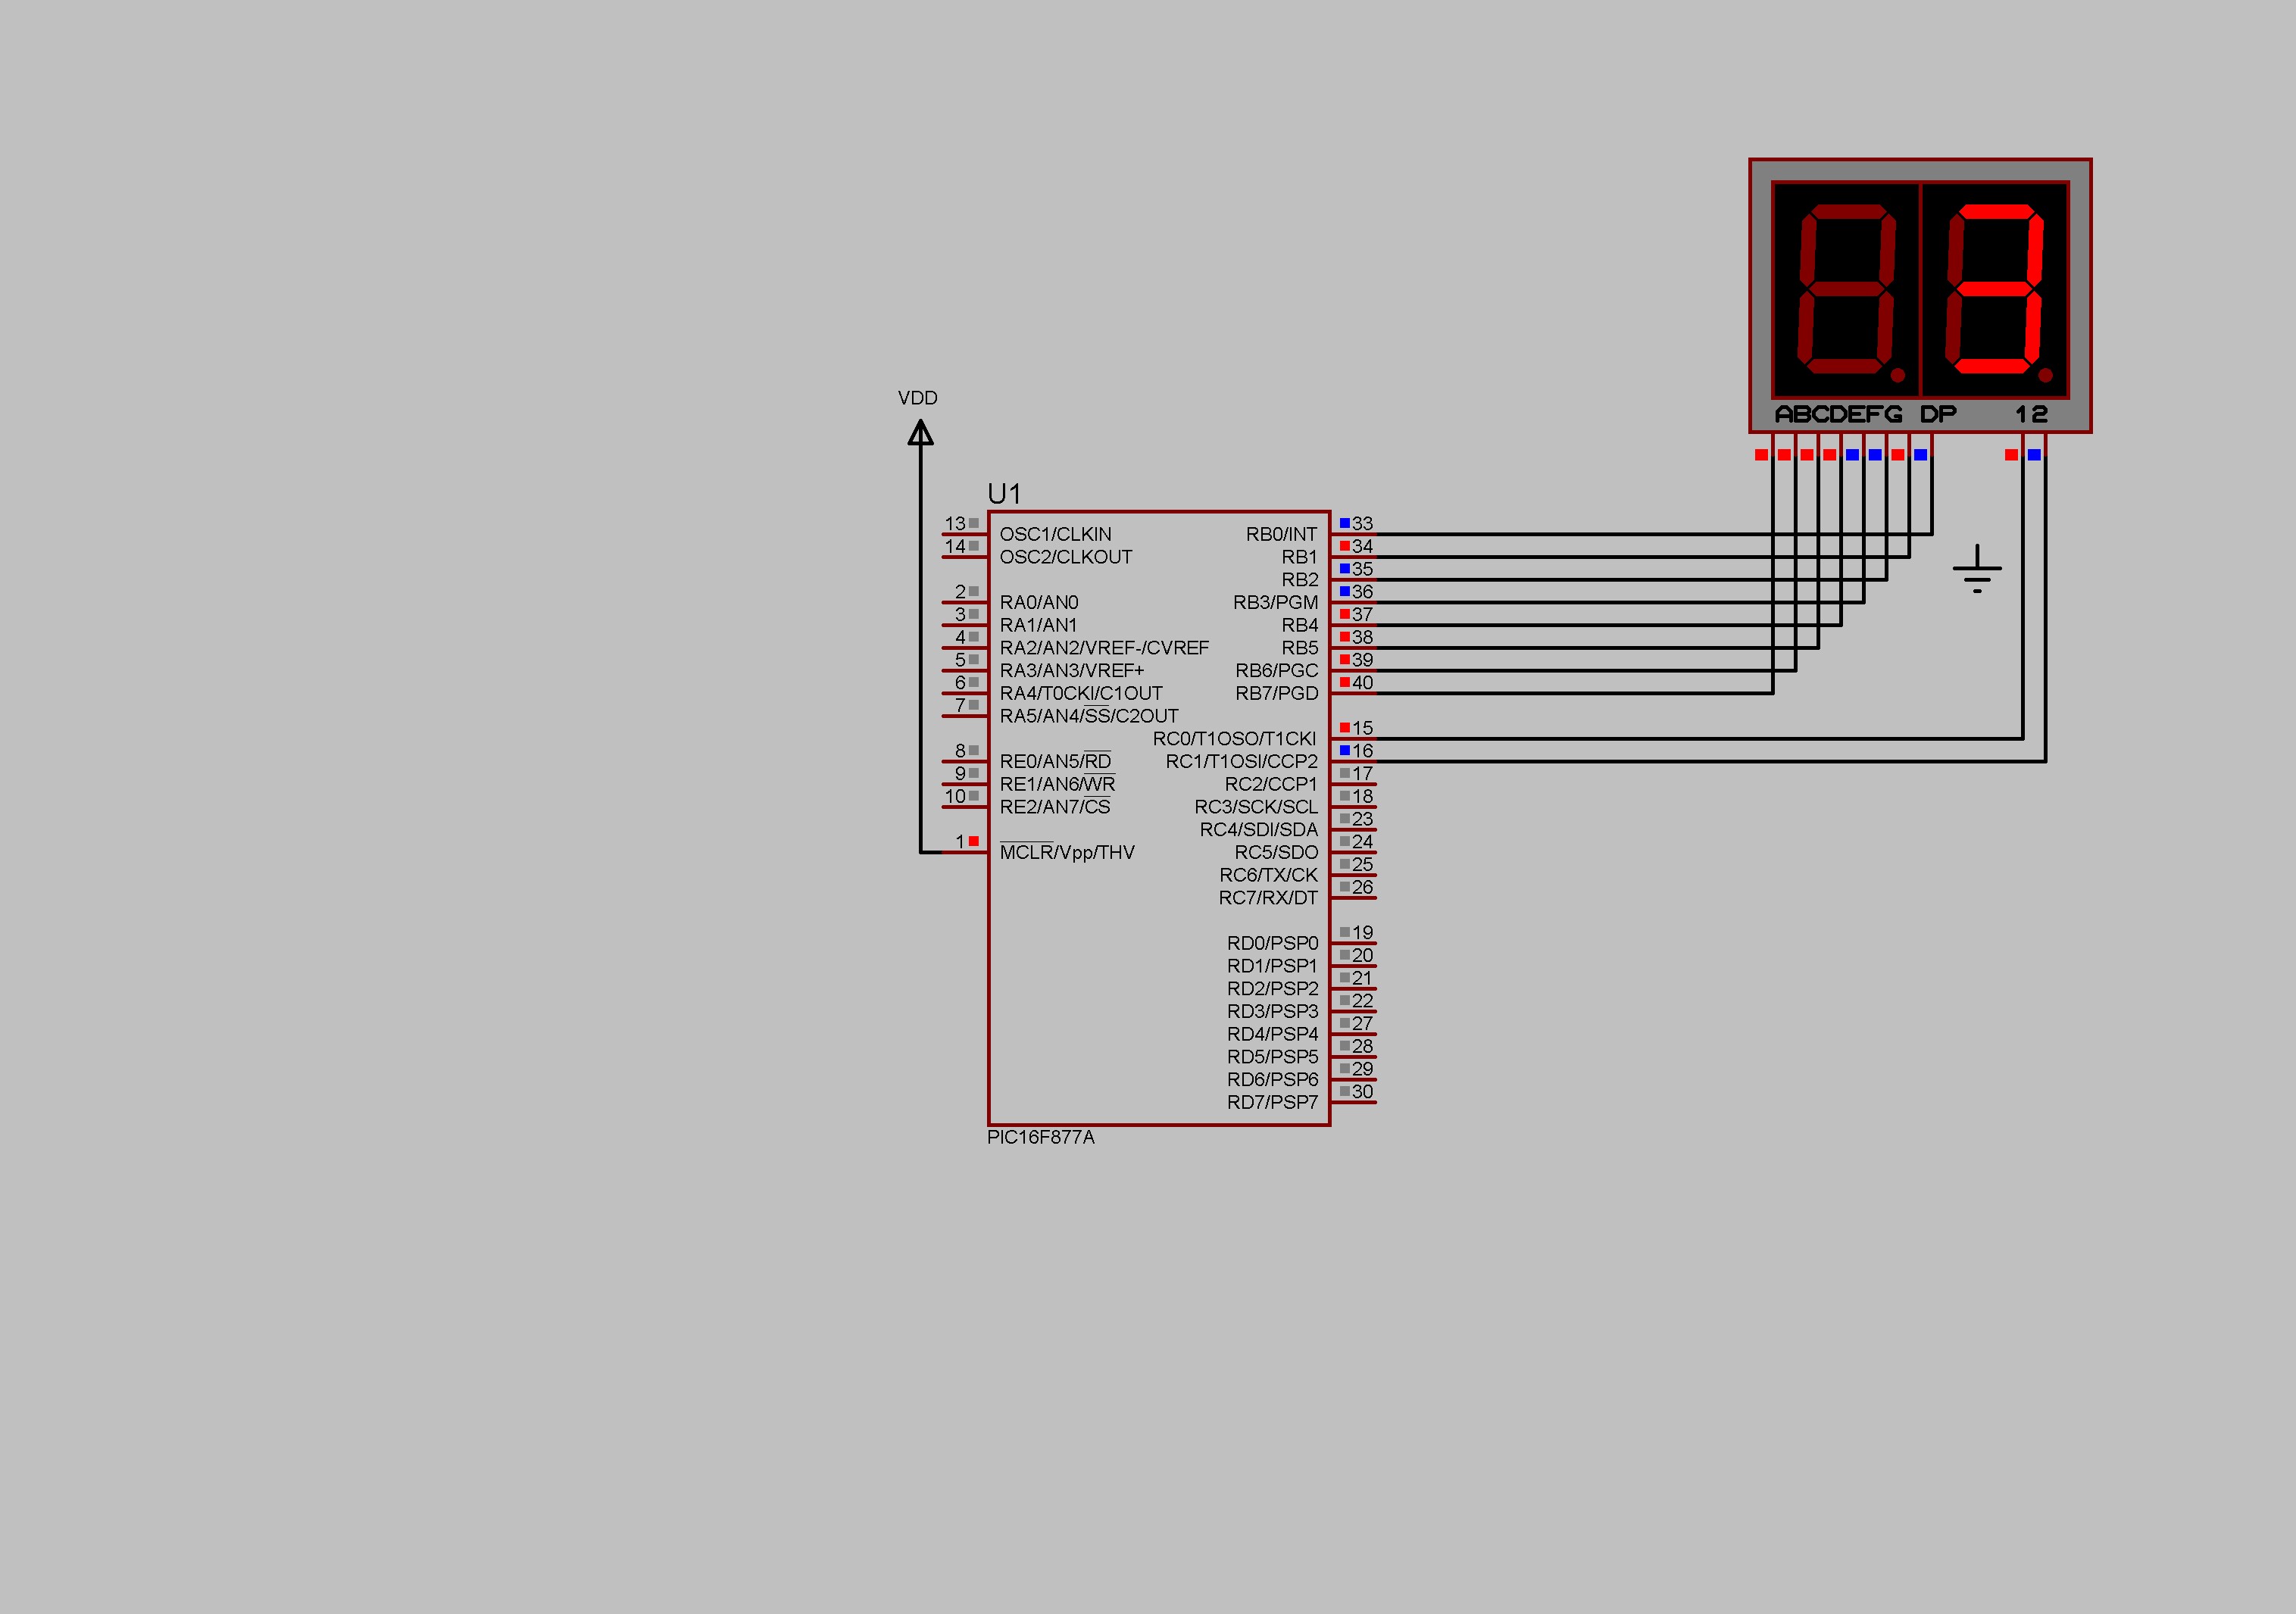 3
ABCDEFG DP 12
VDD
U1
13 OSC1/CLKIN
14 OSC2/CLKOUT
2 RA0/AN0
3 RA1/AN1
4 RA2/AN2/VREF-/CVREF
5 RA3/AN3/VREF+
6 RA4/T0CKI/C1OUT
7 RA5/AN4/SS/C2OUT
8 RE0/AN5/RD
9 RE1/AN6/WR
10 RE2/AN7/CS
1 MCLR/Vpp/THV
RB0/INT 33
RB1 34
RB2 35
RB3/PGM 36
RB4 37
RB5 38
RB6/PGC 39
RB7/PGD 40
RC0/T1OSO/T1CKI 15
RC1/T1OSI/CCP2 16
RC2/CCP1 17
RC3/SCK/SCL 18
RC4/SDI/SDA 23
RC5/SDO 24
RC6/TX/CK 25
RC7/RX/DT 26
RD0/PSP0 19
RD1/PSP1 20
RD2/PSP2 21
RD3/PSP3 22
RD4/PSP4 27
RD5/PSP5 28
RD6/PSP6 29
RD7/PSP7 30
PIC16F877A